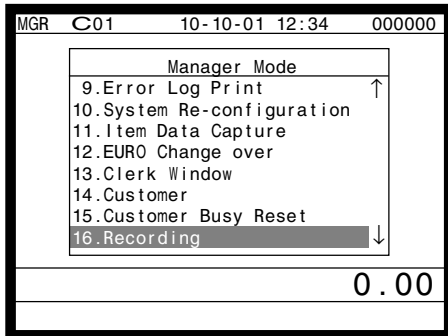 MGR C01 10-10-01 12:34 000000
Manager Mode
9.Error Log Print ↑
10.System Re-configuration
11.Item Data Capture
12.EURO Change over
13.Clerk Window
14.Customer
15.Customer Busy Reset
16.Recording ↓
0.00